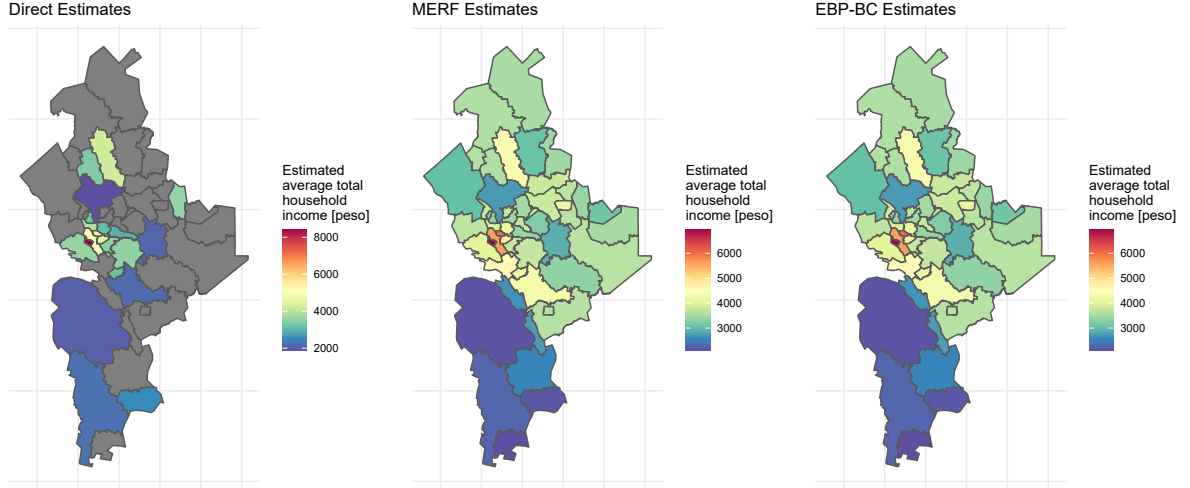 Direct Estimates
Estimated
average total
household
income [peso]
8000
6000
4000
2000
MERF Estimates
Estimated
average total
household
income [peso]
6000
5000
4000
3000
EBP-BC Estimates
Estimated
average total
household
income [peso]
6000
5000
4000
3000